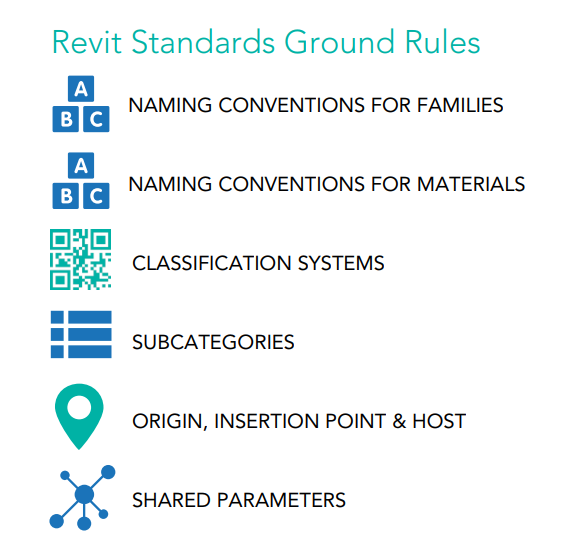 Revit Standards Ground Rules
A
B C
NAMING CONVENTIONS FOR FAMILIES
A
B C
NAMING CONVENTIONS FOR MATERIALS
CLASSIFICATION SYSTEMS
SUBCATEGORIES
ORIGIN, INSERTION POINT & HOST
SHARED PARAMETERS